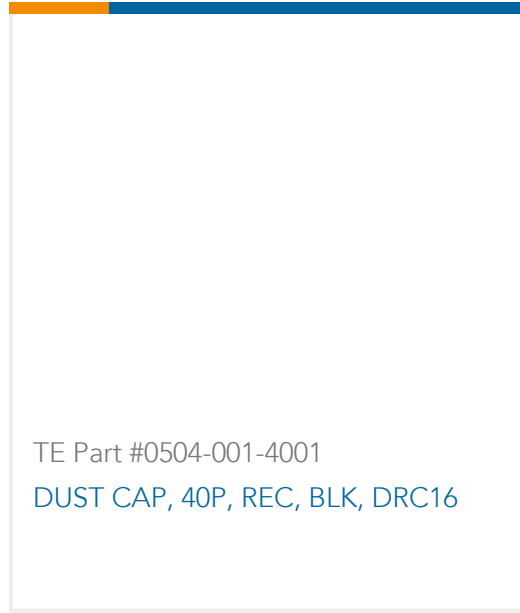 TE Part #0504-001-4001
DUST CAP, 40P, REC, BLK, DRC16